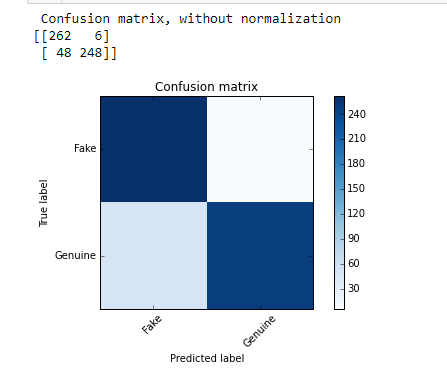 Confusion matrix, without normalization
[[262   6]
 [ 48 248]]
Confusion matrix
Fake
Genuine
True label
Fake
Genuine
Predicted label
240
210
180
150
120
90
60
30